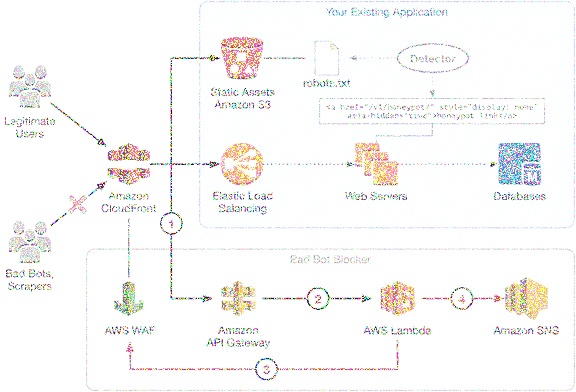 Your Existing Application
Legitimate
Users
Bad Bots,
Scrapers
Amazon
CloudFront
Static Assets
Amazon S3
robots.txt
Detector
<a href="/v1/honeypot/" style="display: none"
aria-hidden="true">honeypot link</a>
Elastic Load
Balancing
Web Servers
Databases
1
Bad Bot Blocker
AWS WAF
Amazon
API Gateway
2
AWS Lambda
4
Amazon SNS
3